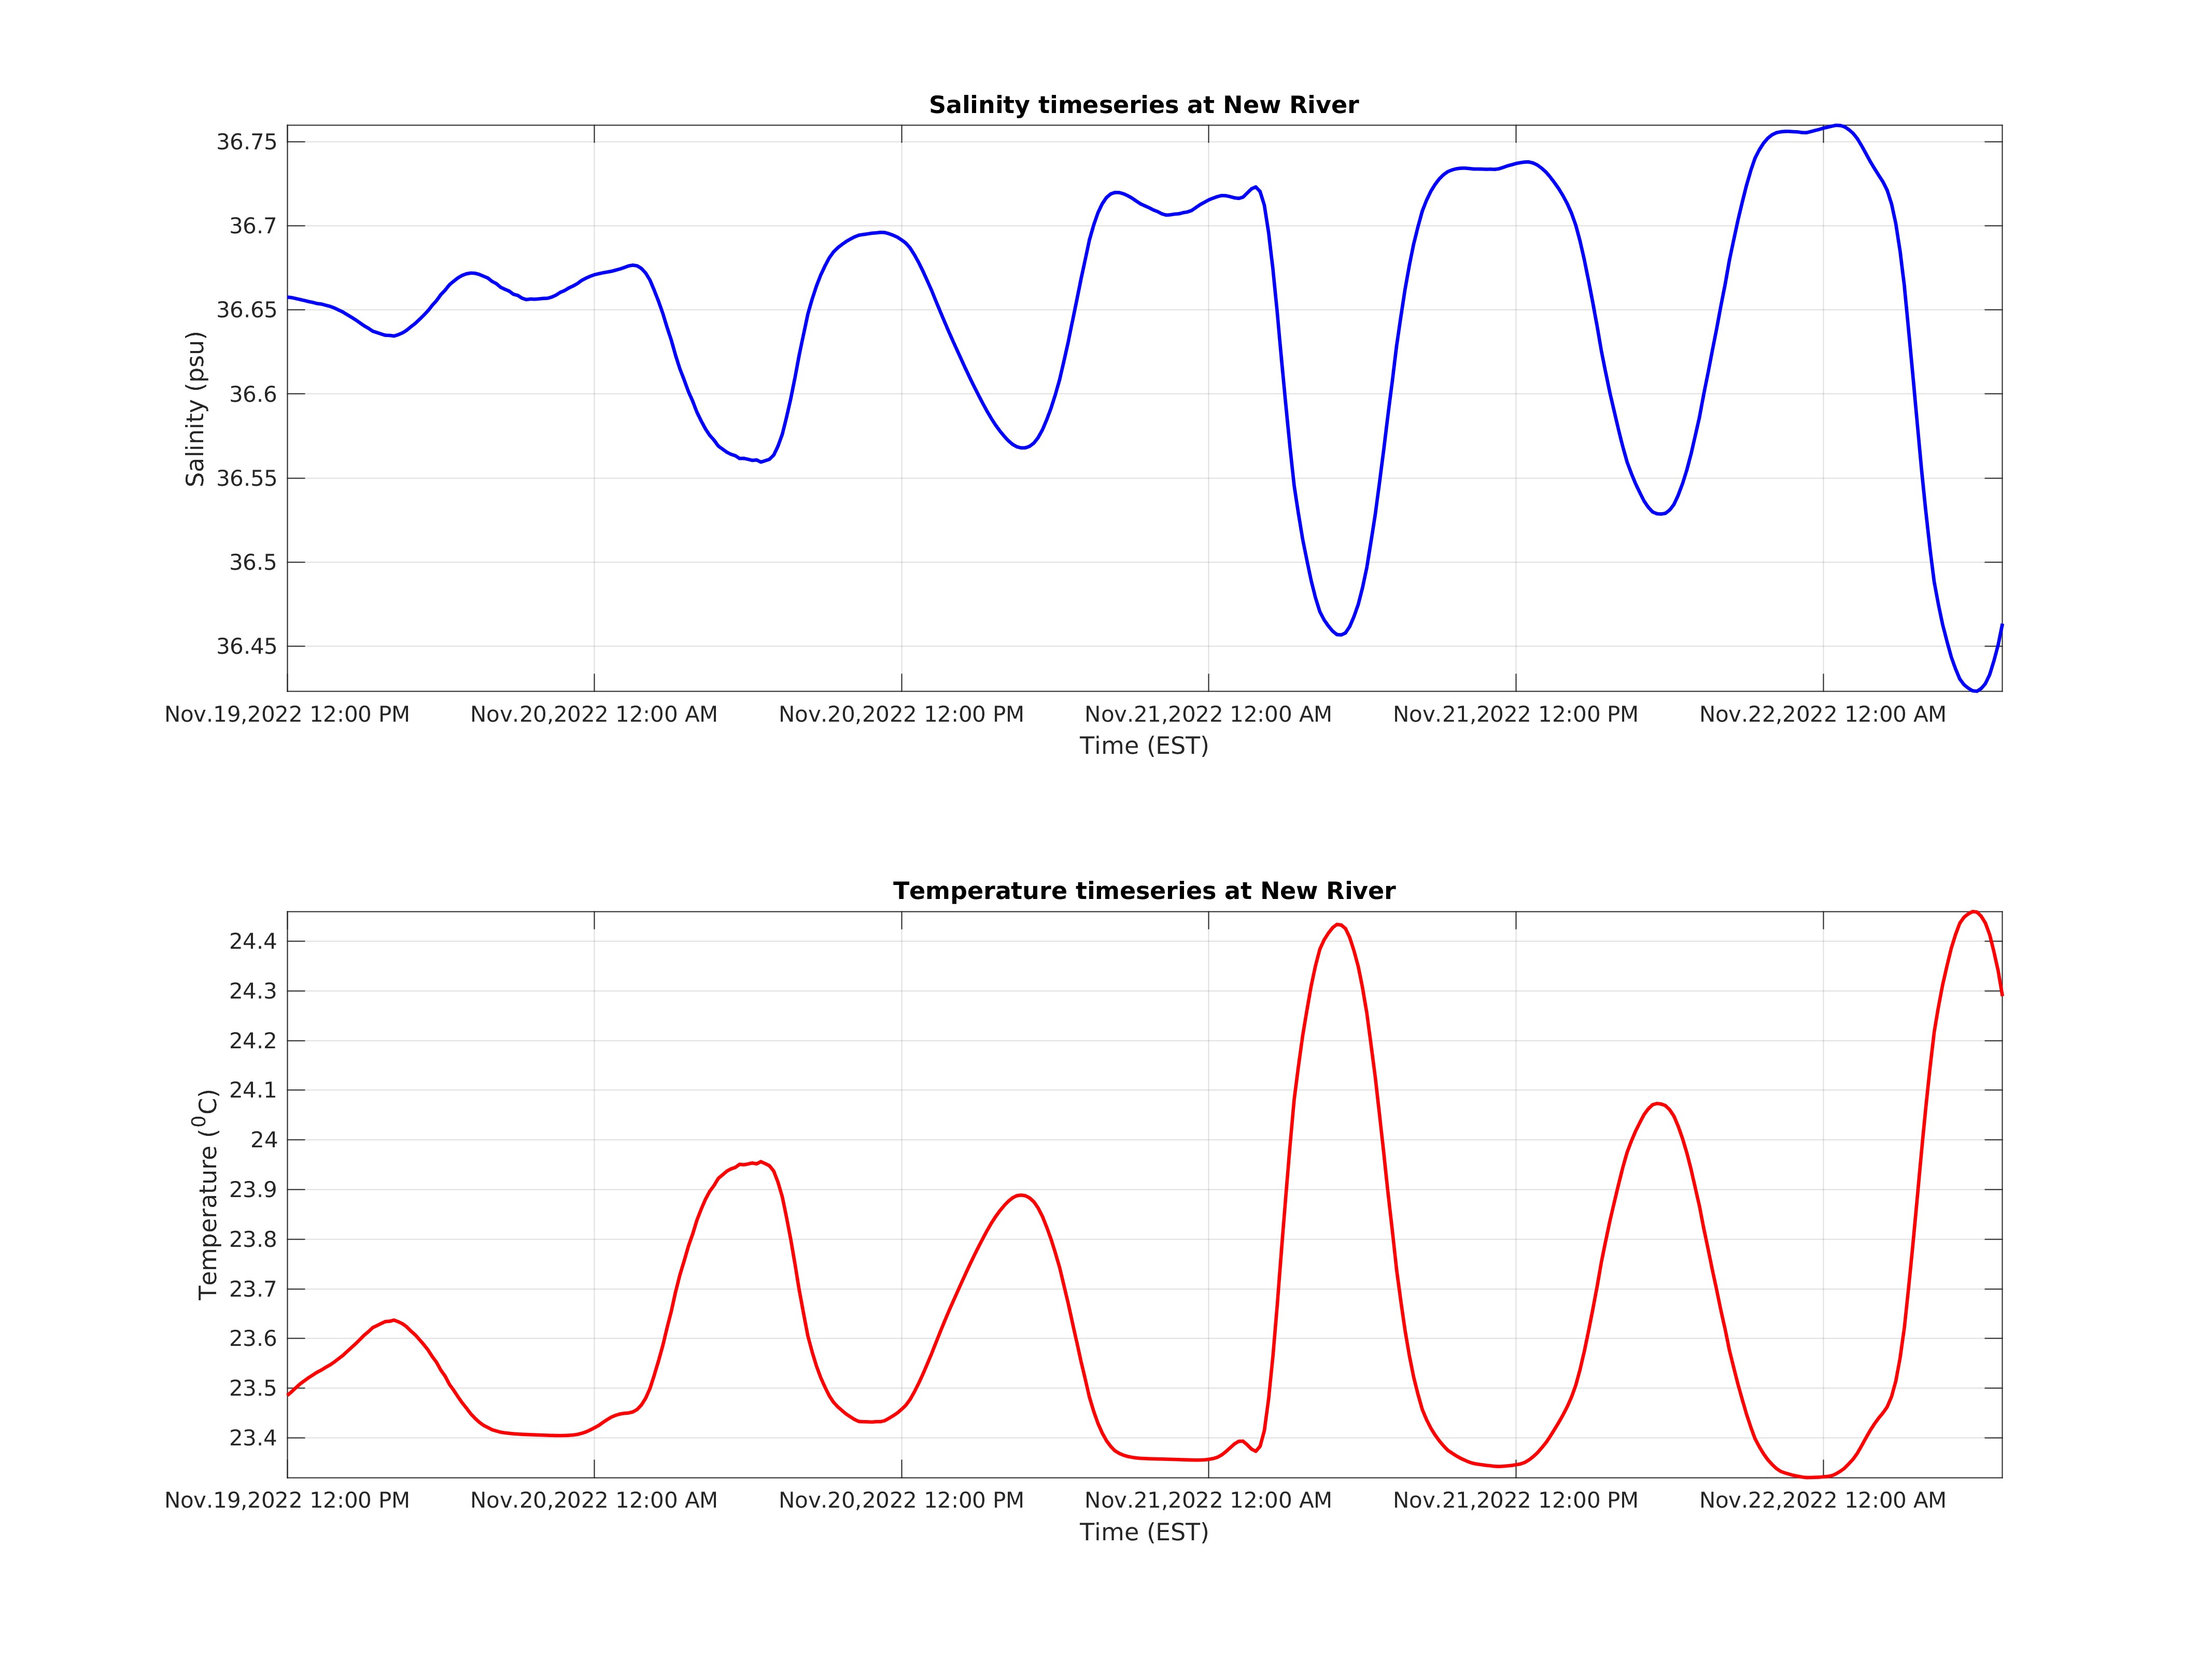 Salinity timeseries at New River
36.75
36.7
36.65
36.6
36.55
36.5
36.45
Salinity (psu)
Nov.19,2022 12:00 PM Nov.20,2022 12:00 AM Nov.20,2022 12:00 PM Nov.21,2022 12:00 AM Nov.21,2022 12:00 PM Nov.22,2022 12:00 AM
Time (EST)
Temperature timeseries at New River
24.4
24.3
24.2
24.1
24
23.9
23.8
23.7
23.6
23.5
23.4
Temperature (⁰C)
Nov.19,2022 12:00 PM Nov.20,2022 12:00 AM Nov.20,2022 12:00 PM Nov.21,2022 12:00 AM Nov.21,2022 12:00 PM Nov.22,2022 12:00 AM
Time (EST)